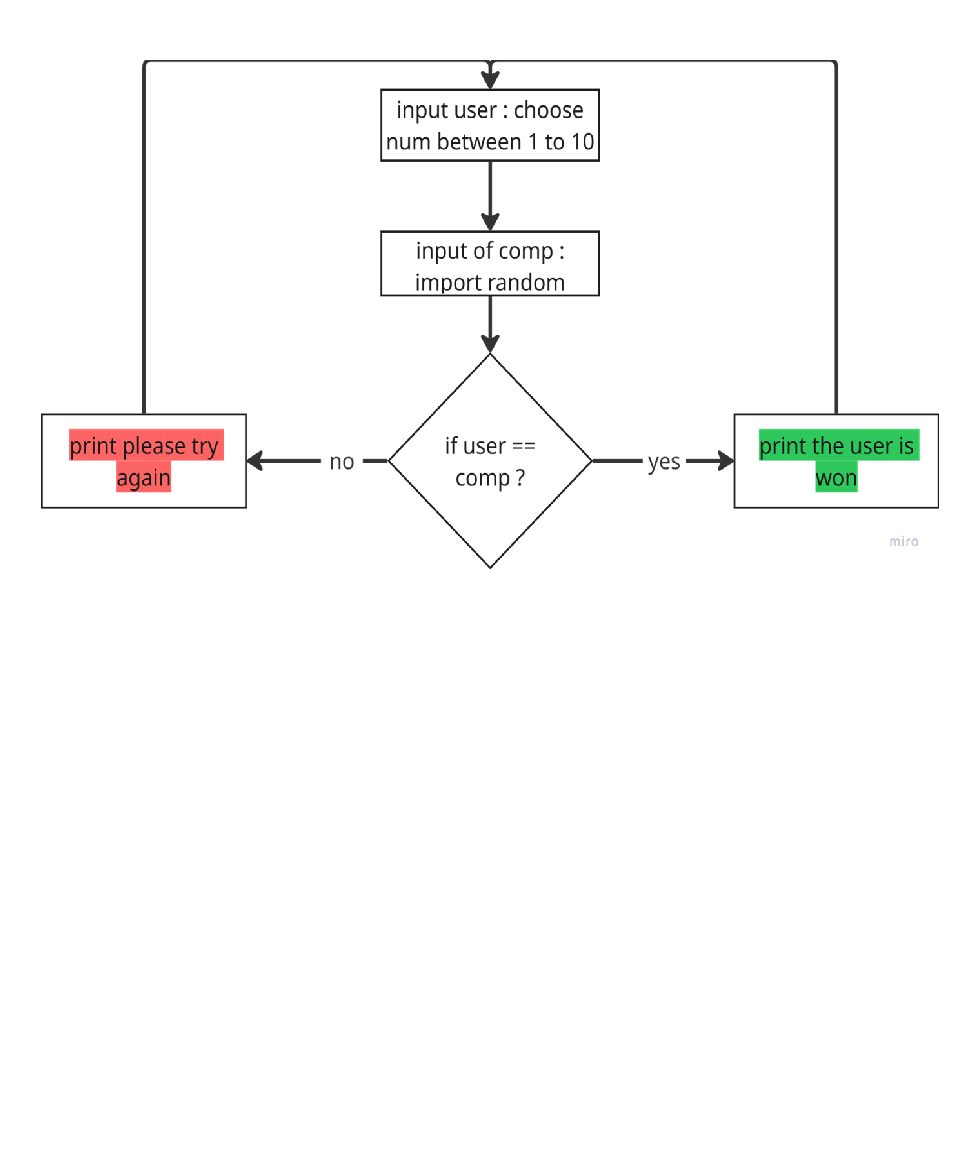 input user : choose
num between 1 to 10
input of comp :
import random
if user ==
comp ?
no
yes
print please try
again
print the user is
won
miro